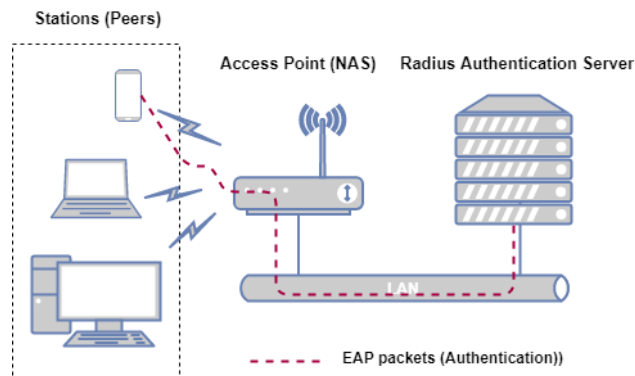 Stations (Peers)
Access Point (NAS)
Radius Authentication Server
LAN
EAP packets (Authentication))